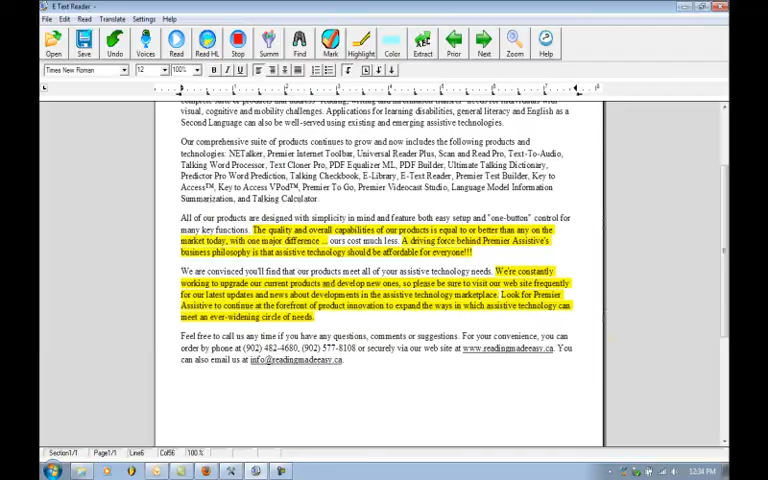 E Text Reader -
File Edit Read Translate Settings Help
Open Save Undo Voices Read Read HL Stop Summ Find Mark Highlight Color Extract Prior Next Zoom Help
Times New Roman 12 100% B I U
visual, cognitive and mobility challenges. Applications for learning disabilities, general literacy and English as a
Second Language can also be well-served using existing and emerging assistive technologies.
Our comprehensive suite of products continues to grow and now includes the following products and
technologies: NETalker, Premier Internet Toolbar, Universal Reader Plus, Scan and Read Pro, Text-To-Audio,
Talking Word Processor, Text Cloner Pro, PDF Equalizer ML, PDF Builder, Ultimate Talking Dictionary,
Predictor Pro Word Prediction, Talking Checkbook, E-Library, E-Text Reader, Premier Test Builder, Key to
Access™, Key to Access VPod™, Premier To Go, Premier Videocast Studio, Language Model Information
Summarization, and Talking Calculator.
All of our products are designed with simplicity in mind and feature both easy setup and "one-button" control for
many key functions. The quality and overall capabilities of our products is equal to or better than any on the
market today, with one major difference ... ours cost much less. A driving force behind Premier Assistive's
business philosophy is that assistive technology should be affordable for everyone!!!
We are convinced you'll find that our products meet all of your assistive technology needs. We're constantly
working to upgrade our current products and develop new ones, so please be sure to visit our web site frequently
for our latest updates and news about developments in the assistive technology marketplace. Look for Premier
Assistive to continue at the forefront of product innovation to expand the ways in which assistive technology can
meet an ever-widening circle of needs.
Feel free to call us any time if you have any questions, comments or suggestions. For your convenience, you can
order by phone at (902) 482-4680, (902) 577-8108 or securely via our web site at www.readingmadeeasy.ca. You
can also email us at info@readingmadeeasy.ca.
Section1/1 Page1/1 Line6 Col56 100 %
12:34 PM